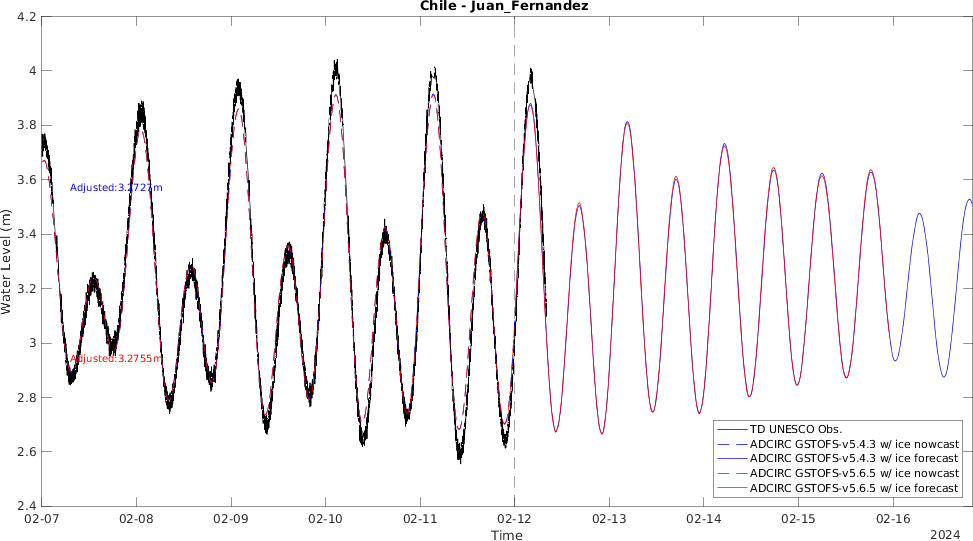 Chile - Juan_Fernandez
Water Level (m)
4.2
4
3.8
3.6
3.4
3.2
3
2.8
2.6
2.4
Adjusted:3.2727m
Adjusted:3.2755m
TD UNESCO Obs.
ADCIRC GSTOFS-v5.4.3 w/ ice nowcast
ADCIRC GSTOFS-v5.4.3 w/ ice forecast
ADCIRC GSTOFS-v5.6.5 w/ ice nowcast
ADCIRC GSTOFS-v5.6.5 w/ ice forecast
02-07 02-08 02-09 02-10 02-11 02-12 02-13 02-14 02-15 02-16
Time
2024